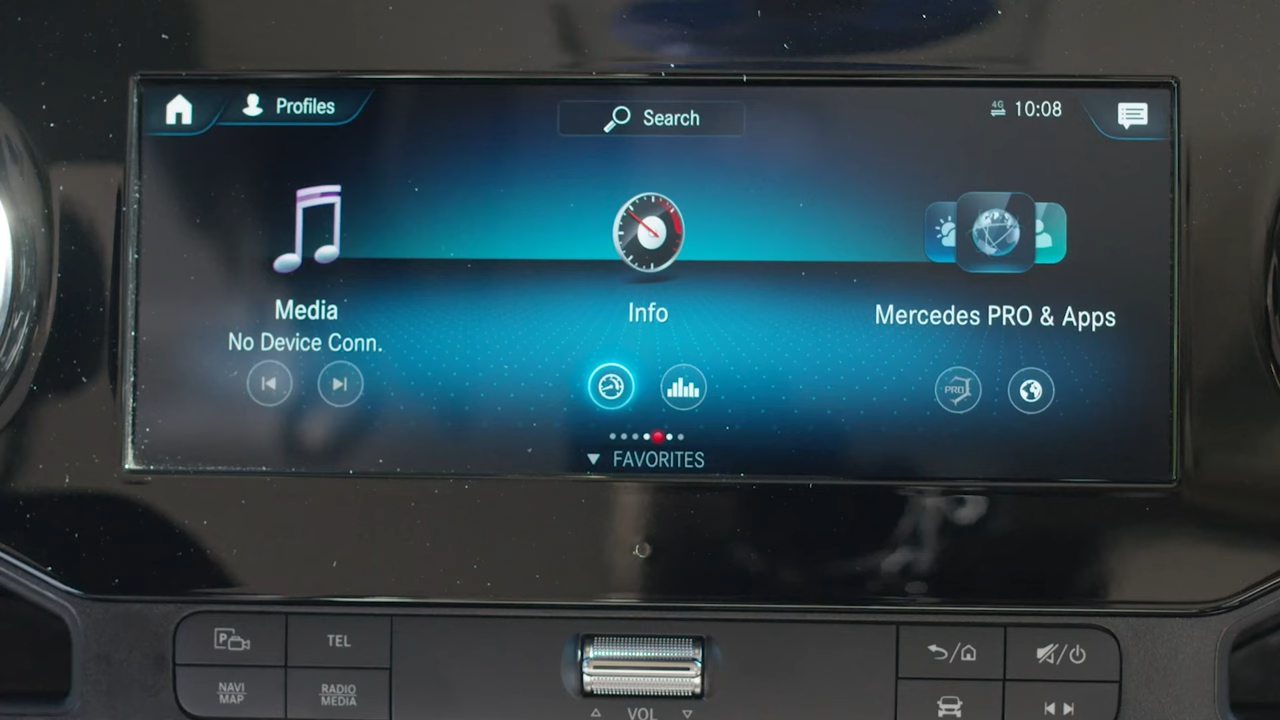 Profiles
Search
4G 10:08
Media
No Device Conn.
Info
Mercedes PRO & Apps
PRO
FAVORITES
P
TEL
NAVI
MAP
RADIO
MEDIA
VOL